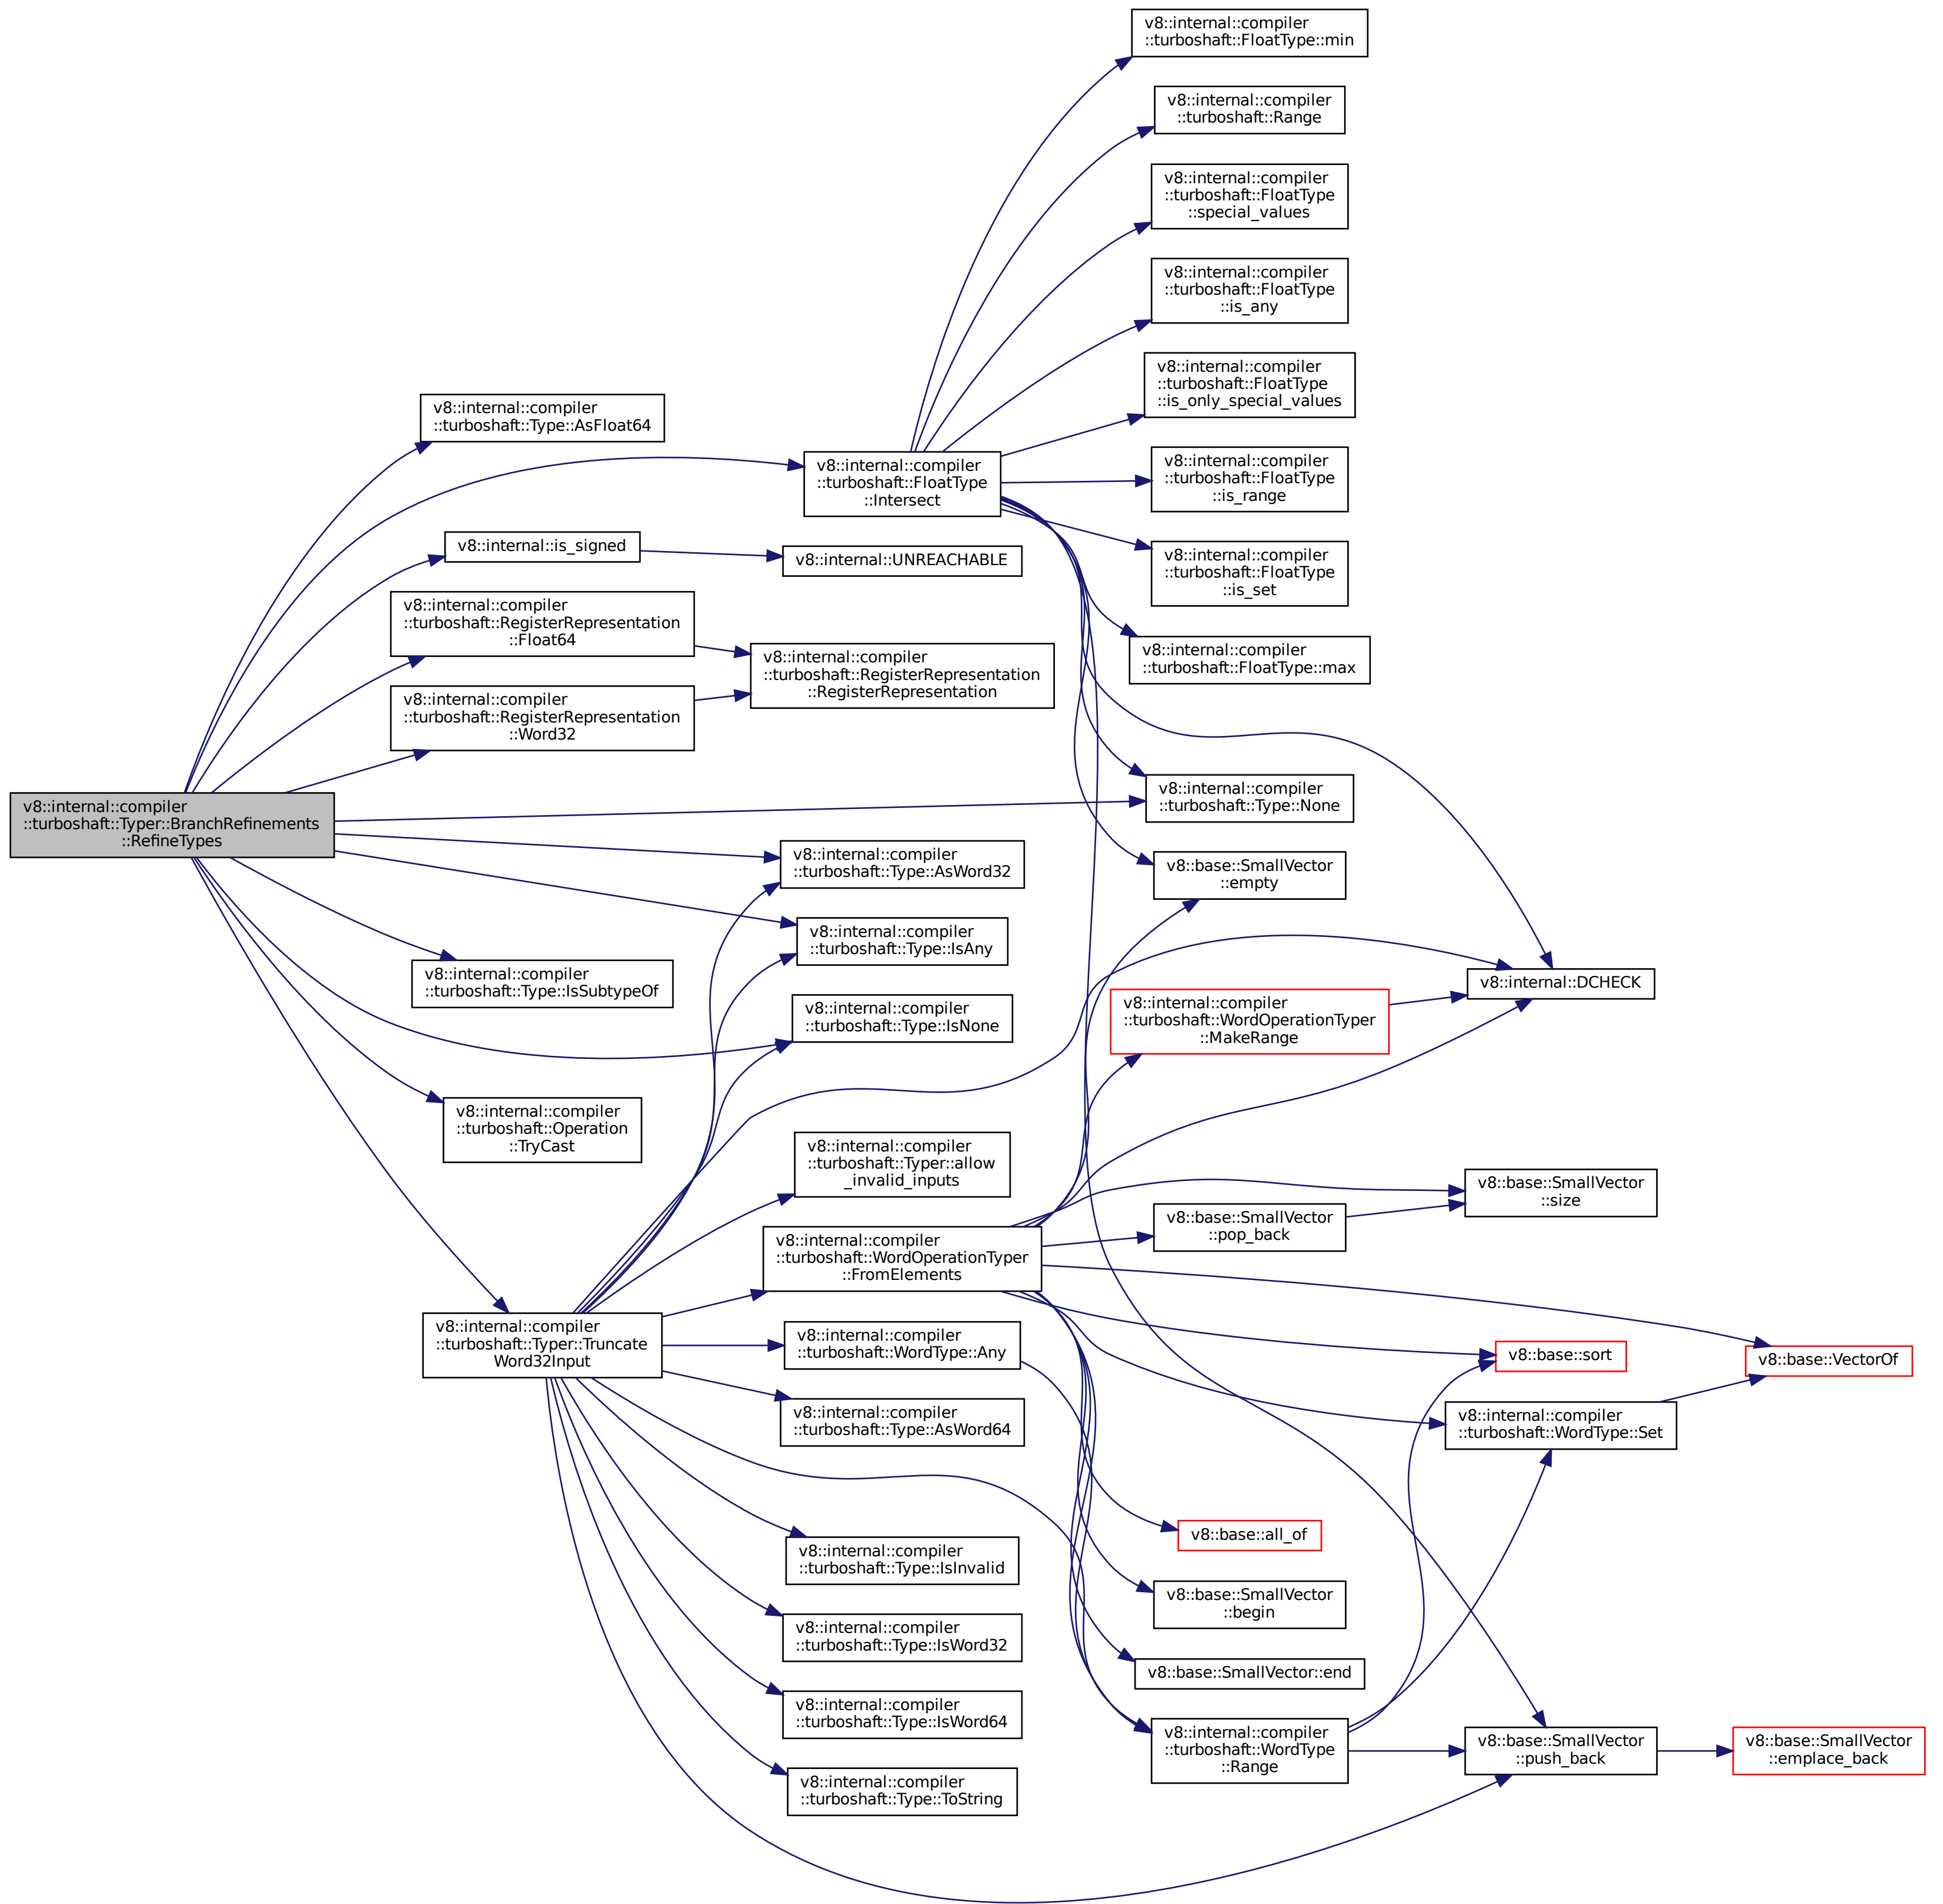 v8::internal::compiler
::turboshaft::FloatType::min
v8::internal::compiler
::turboshaft::Range
v8::internal::compiler
::turboshaft::FloatType
::special_values
v8::internal::compiler
::turboshaft::FloatType
::is_any
v8::internal::compiler
::turboshaft::FloatType
::is_only_special_values
v8::internal::compiler
::turboshaft::Type::AsFloat64
v8::internal::compiler
::turboshaft::FloatType
::Intersect
v8::internal::compiler
::turboshaft::FloatType
::is_range
v8::internal::is_signed
v8::internal::UNREACHABLE
v8::internal::compiler
::turboshaft::FloatType
::is_set
v8::internal::compiler
::turboshaft::RegisterRepresentation
::Float64
v8::internal::compiler
::turboshaft::RegisterRepresentation
::RegisterRepresentation
v8::internal::compiler
::turboshaft::FloatType::max
v8::internal::compiler
::turboshaft::RegisterRepresentation
::Word32
v8::internal::compiler
::turboshaft::Typer::BranchRefinements
::RefineTypes
v8::internal::compiler
::turboshaft::Type::None
v8::internal::compiler
::turboshaft::Type::AsWord32
v8::base::SmallVector
::empty
v8::internal::compiler
::turboshaft::Type::IsAny
v8::internal::compiler
::turboshaft::Type::IsSubtypeOf
v8::internal::DCHECK
v8::internal::compiler
::turboshaft::Type::IsNone
v8::internal::compiler
::turboshaft::WordOperationTyper
::MakeRange
v8::internal::compiler
::turboshaft::Operation
::TryCast
v8::internal::compiler
::turboshaft::Typer::allow
_invalid_inputs
v8::base::SmallVector
::size
v8::internal::compiler
::turboshaft::WordOperationTyper
::FromElements
v8::base::SmallVector
::pop_back
v8::internal::compiler
::turboshaft::Typer::Truncate
Word32Input
v8::internal::compiler
::turboshaft::WordType::Any
v8::base::sort
v8::base::VectorOf
v8::internal::compiler
::turboshaft::Type::AsWord64
v8::internal::compiler
::turboshaft::WordType::Set
v8::base::all_of
v8::internal::compiler
::turboshaft::Type::IsInvalid
v8::base::SmallVector
::begin
v8::internal::compiler
::turboshaft::Type::IsWord32
v8::base::SmallVector::end
v8::internal::compiler
::turboshaft::Type::IsWord64
v8::internal::compiler
::turboshaft::WordType
::Range
v8::base::SmallVector
::push_back
v8::base::SmallVector
::emplace_back
v8::internal::compiler
::turboshaft::Type::ToString